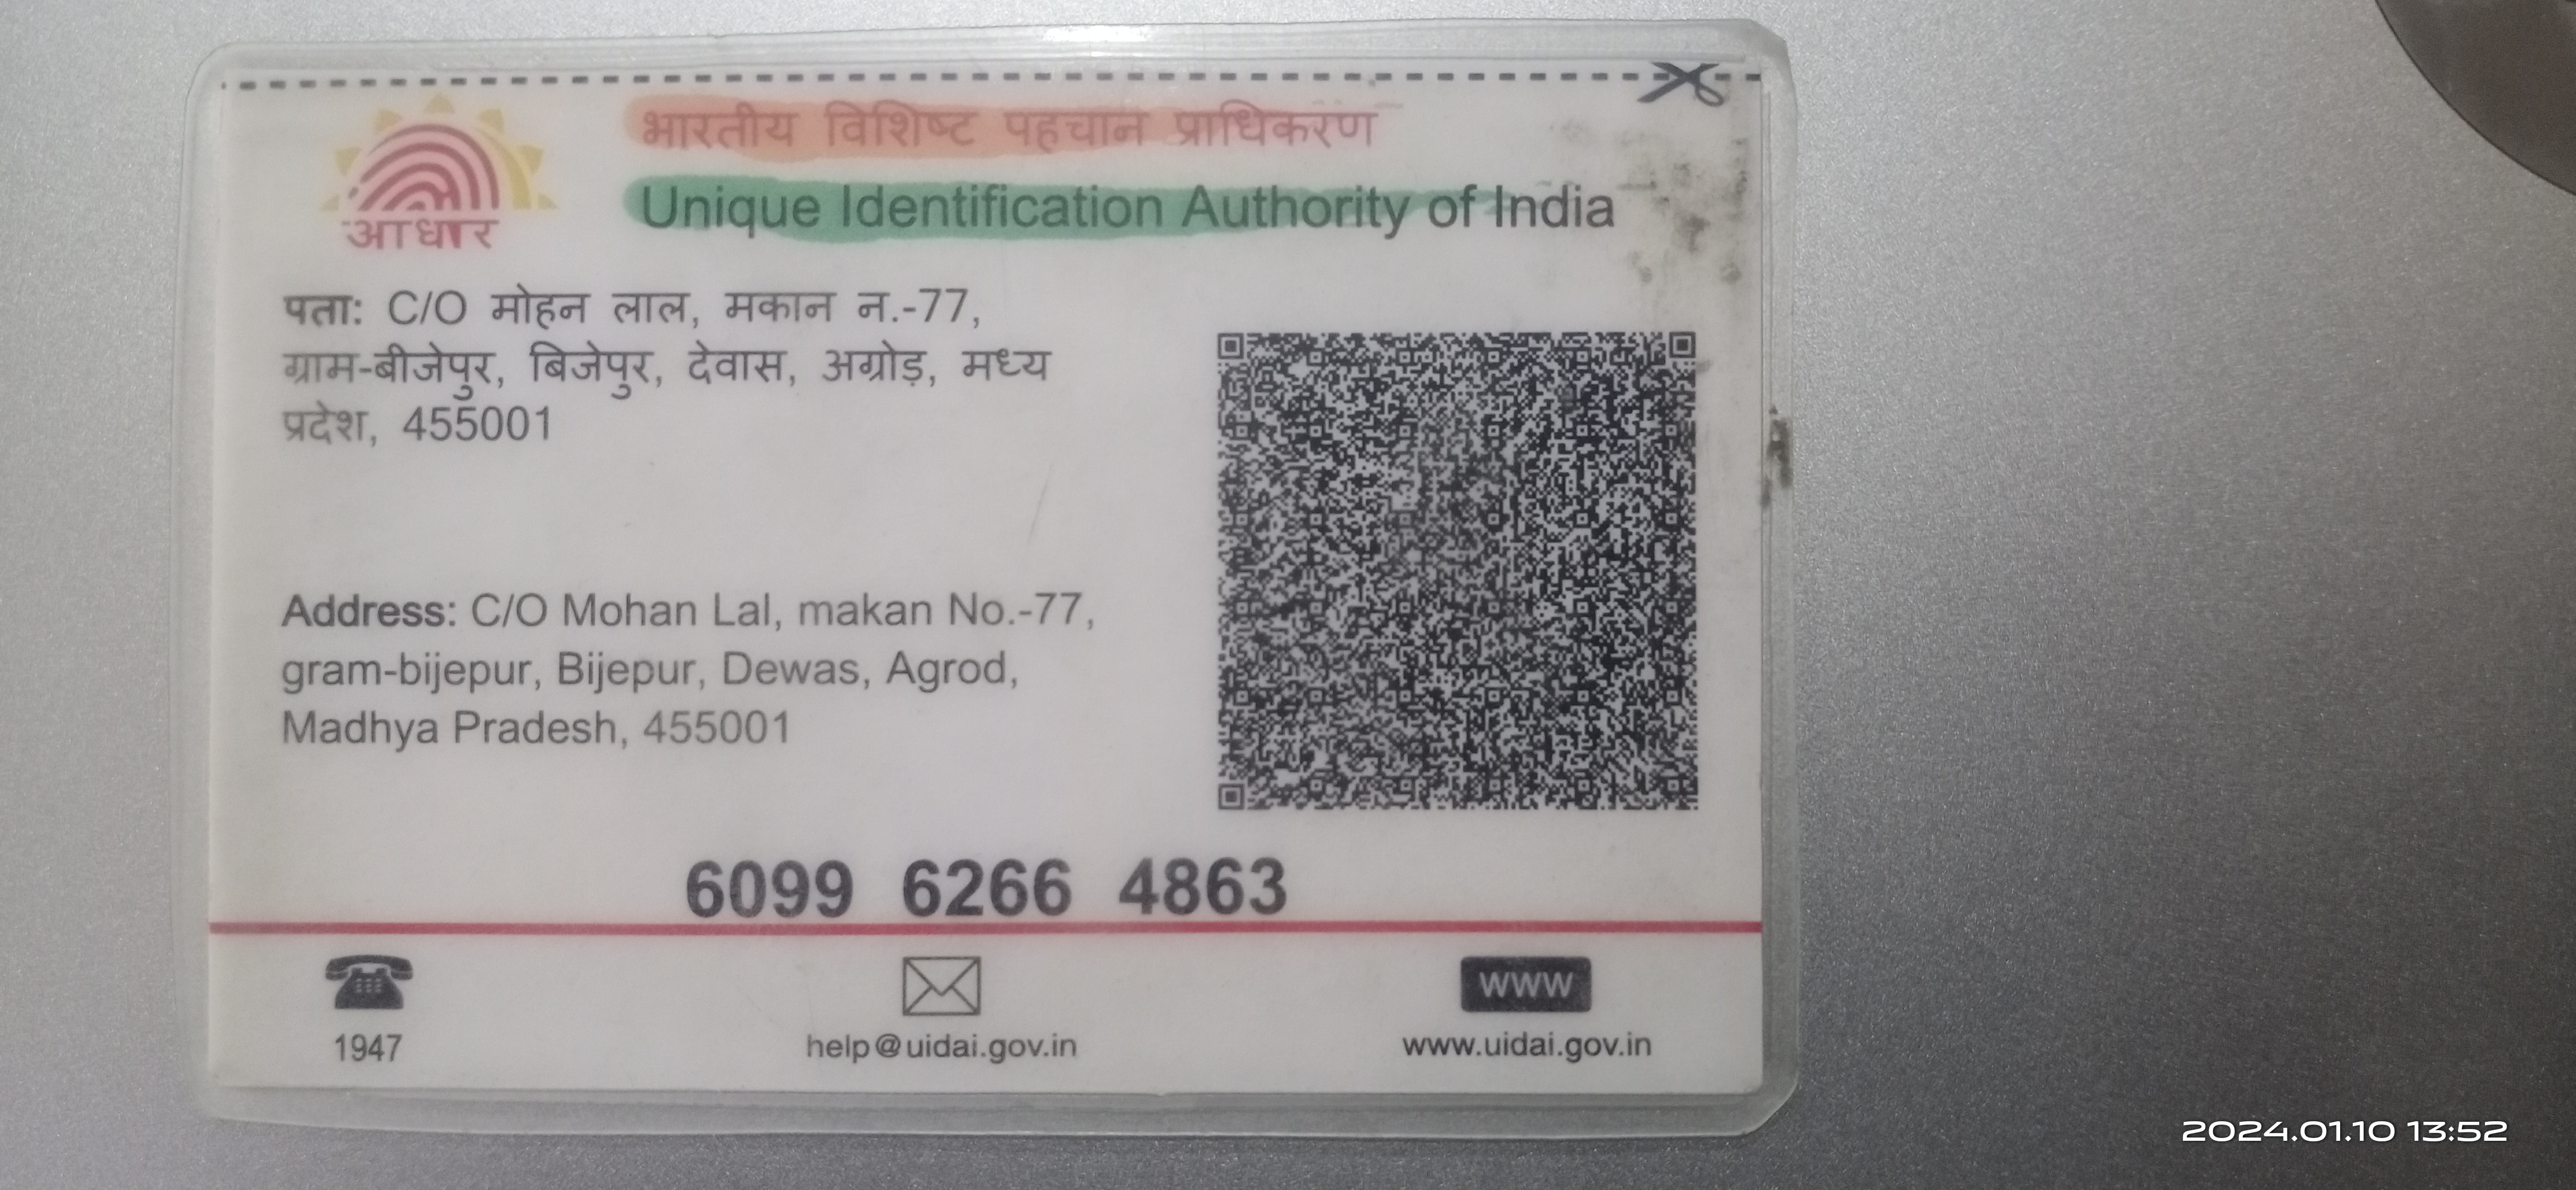 भारतीय विशिष्ट पहचान प्राधिकरण
Unique Identification Authority of India
आधार
पता: C/O मोहन लाल, मकान न.-77,
ग्राम-बीजेपुर, बिजेपुर, देवास, अग्रोड़, मध्य
प्रदेश, 455001
Address: C/O Mohan Lal, makan No.-77,
gram-bijepur, Bijepur, Dewas, Agrod,
Madhya Pradesh, 455001
6099 6266 4863
WWW
1947
help@uidai.gov.in
www.uidai.gov.in
2024.01.10 13:52